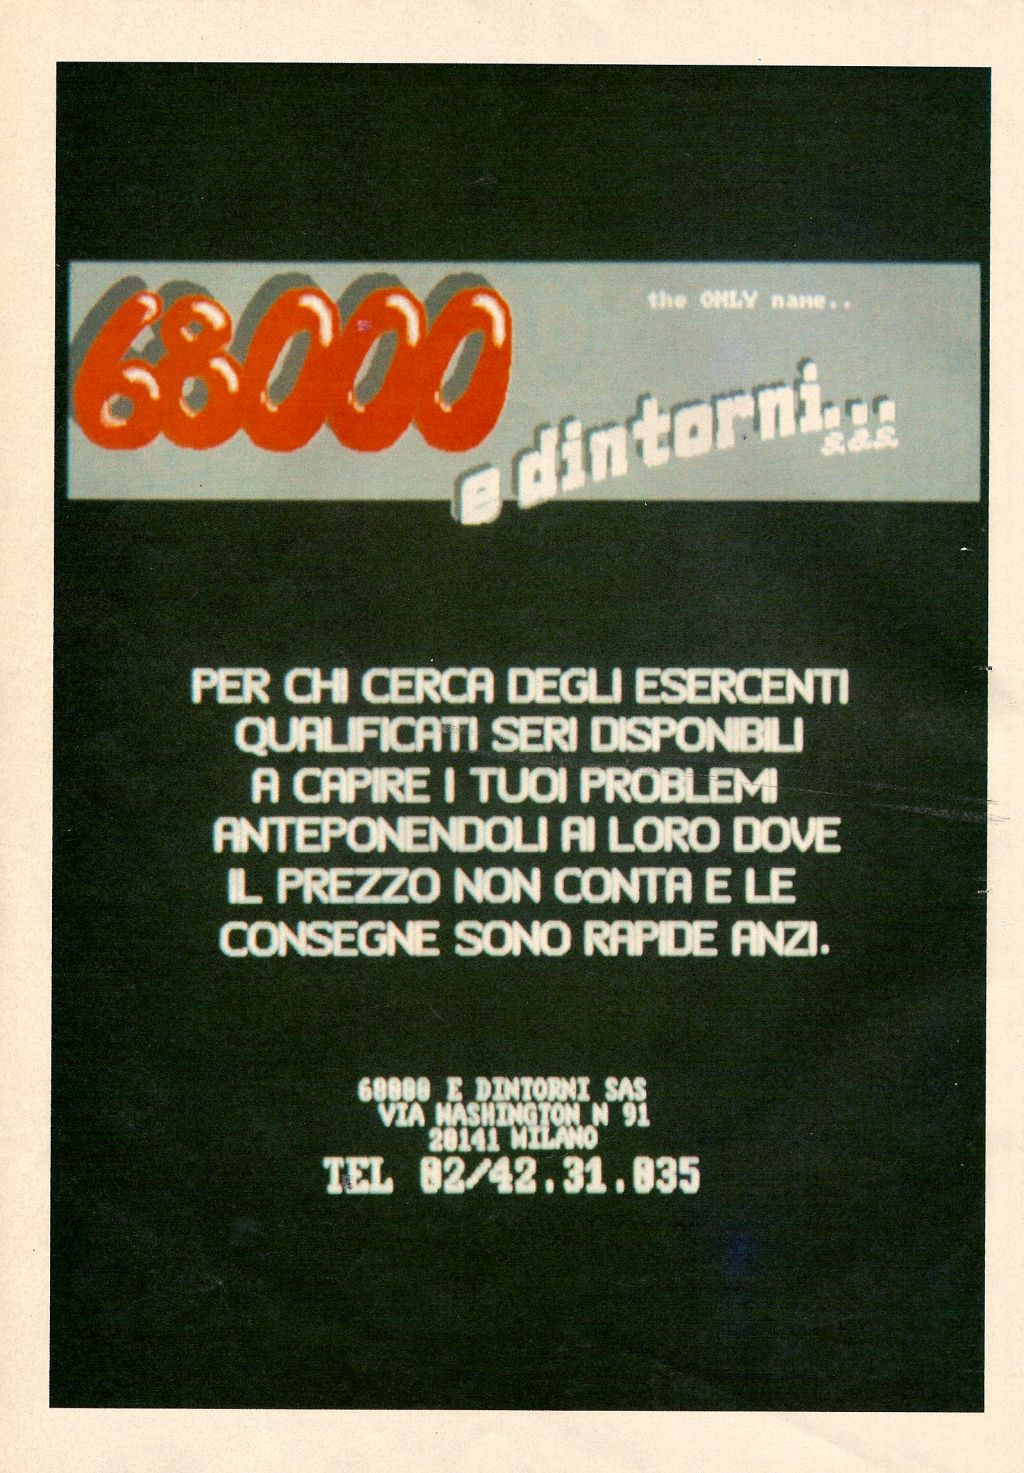 68000
the ONLY name..
e dintorni...
s.a.s.
PER CHI CERCA DEGLI ESERCENTI
QUALIFICATI SERI DISPONIBILI
A CAPIRE I TUOI PROBLEMI
ANTEPONENDOLI AI LORO DOVE
IL PREZZO NON CONTA E LE
CONSEGNE SONO RAPIDE ANZI.
68000 E DINTORNI SAS
VIA WASHINGTON N 91
20141 MILANO
TEL 02/42.31.035